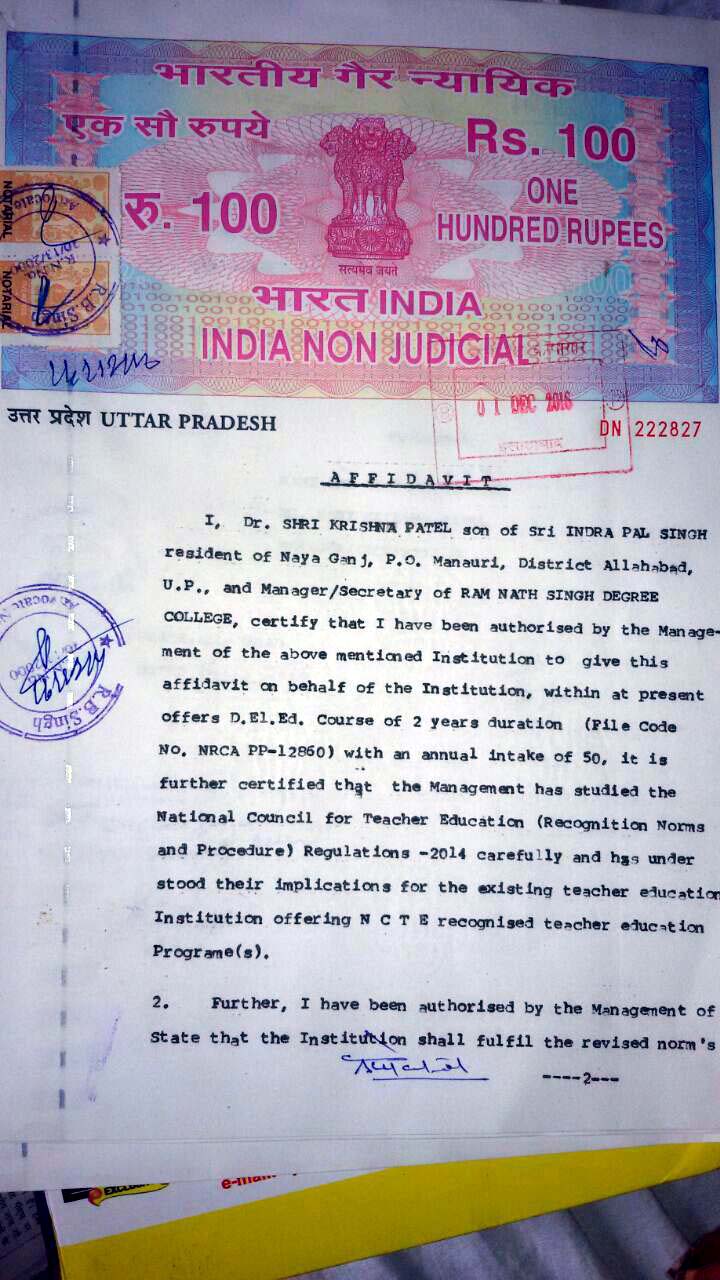 भारतीय गैर न्यायिक
एक सौ रुपये
Rs. 100
रु. 100
ONE
HUNDRED RUPEES
सत्यमेव जयते
भारत INDIA
INDIA NON JUDICIAL
NOTARIAL
NOTARIAL
R.B.Singh
01 DEC 2016
उत्तर प्रदेश UTTAR PRADESH
DN 222827
AFFIDAVIT
I, Dr. SHRI KRISHNA PATEL son of Sri INDRA PAL SINGH
resident of Naya Ganj, P.O. Manauri, District Allahabad,
U.P., and Manager/Secretary of RAM NATH SINGH DEGREE
COLLEGE, certify that I have been authorised by the Manage-
ment of the above mentioned Institution to give this
affidavit on behalf of the Institution, within at present
offers D.El.Ed. Course of 2 years duration (File Code
No. NRCA PP-12860) with an annual intake of 50, it is
further certified that the Management has studied the
National Council for Teacher Education (Recognition Norms
and Procedure) Regulations -2014 carefully and has under
stood their implications for the existing teacher education
Institution offering N C T E recognised teacher education
Programe(s).
R.B.Singh
2. Further, I have been authorised by the Management of
State that the Institution shall fulfil the revised norm's
----2---